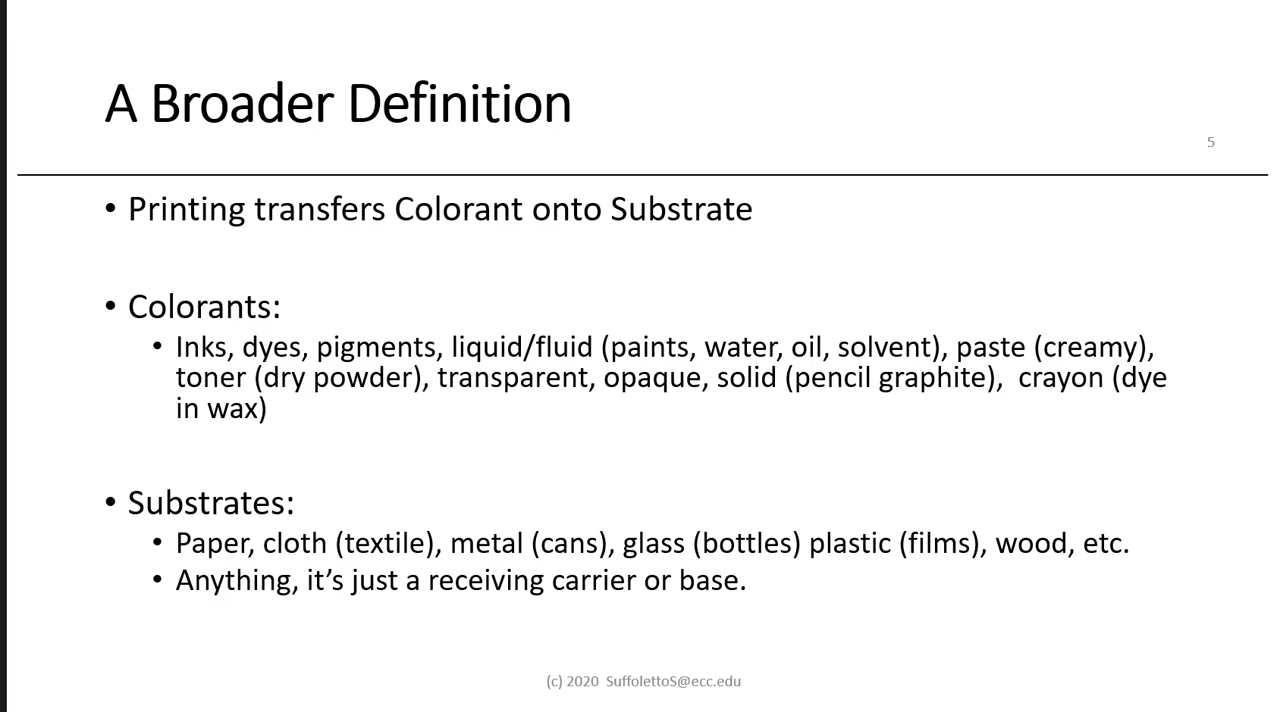 A Broader Definition
5
• Printing transfers Colorant onto Substrate
• Colorants:
• Inks, dyes, pigments, liquid/fluid (paints, water, oil, solvent), paste (creamy),
toner (dry powder), transparent, opaque, solid (pencil graphite),  crayon (dye
in wax)
• Substrates:
• Paper, cloth (textile), metal (cans), glass (bottles) plastic (films), wood, etc.
• Anything, it’s just a receiving carrier or base.
(c) 2020  SuffolettoS@ecc.edu